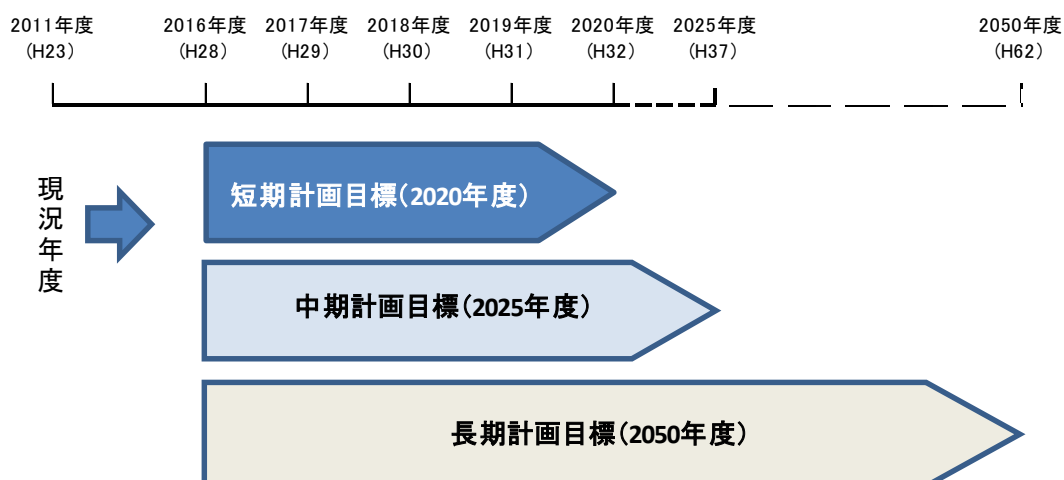 2011年度 2016年度 2017年度 2018年度 2019年度 2020年度 2025年度 2050年度
(H23) (H28) (H29) (H30) (H31) (H32) (H37) (H62)
現況年度
短期計画目標(2020年度)
中期計画目標(2025年度)
長期計画目標(2050年度)